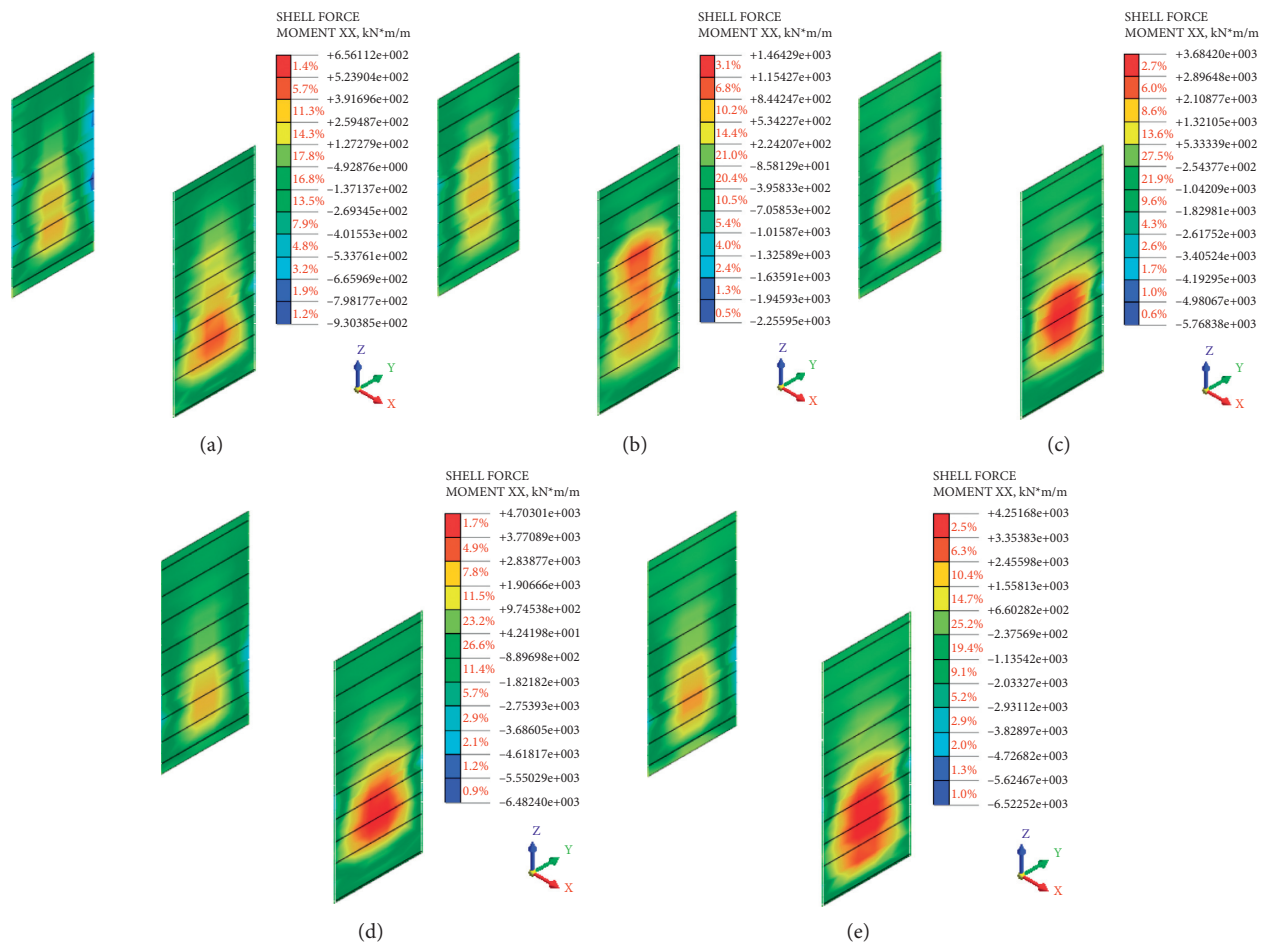 SHELL FORCE
MOMENT XX, kN*m/m
+6.56112e+002
1.4%
+5.23904e+002
5.7%
+3.91696e+002
11.3%
+2.59487e+002
14.3%
+1.27279e+002
17.8%
−4.92876e+000
16.8%
−1.37137e+002
13.5%
−2.69345e+002
7.9%
−4.01553e+002
4.8%
−5.33761e+002
3.2%
−6.65969e+002
1.9%
−7.98177e+002
1.2%
−9.30385e+002
Z
Y
X
(a)
SHELL FORCE
MOMENT XX, kN*m/m
+1.46429e+003
3.1%
+1.15427e+003
6.8%
+8.44247e+002
10.2%
+5.34227e+002
14.4%
+2.24207e+002
21.0%
−8.58129e+001
20.4%
−3.95833e+002
10.5%
−7.05853e+002
5.4%
−1.01587e+003
4.0%
−1.32589e+003
2.4%
−1.63591e+003
1.3%
−1.94593e+003
0.5%
−2.25595e+003
Z
Y
X
(b)
SHELL FORCE
MOMENT XX, kN*m/m
+3.68420e+003
2.7%
+2.89648e+003
6.0%
+2.10877e+003
8.6%
+1.32105e+003
13.6%
+5.33339e+002
27.5%
−2.54377e+002
21.9%
−1.04209e+003
9.6%
−1.82981e+003
4.3%
−2.61752e+003
2.6%
−3.40524e+003
1.7%
−4.19295e+003
1.0%
−4.98067e+003
0.6%
−5.76838e+003
Z
Y
X
(c)
SHELL FORCE
MOMENT XX, kN*m/m
+4.70301e+003
1.7%
+3.77089e+003
4.9%
+2.83877e+003
7.8%
+1.90666e+003
11.5%
+9.74538e+002
23.2%
+4.24198e+001
26.6%
−8.89698e+002
11.4%
−1.82182e+003
5.7%
−2.75393e+003
2.9%
−3.68605e+003
2.1%
−4.61817e+003
1.2%
−5.55029e+003
0.9%
−6.48240e+003
Z
Y
X
(d)
SHELL FORCE
MOMENT XX, kN*m/m
+4.25168e+003
2.5%
+3.35383e+003
6.3%
+2.45598e+003
10.4%
+1.55813e+003
14.7%
+6.60282e+002
25.2%
−2.37569e+002
19.4%
−1.13542e+003
9.1%
−2.03327e+003
5.2%
−2.93112e+003
2.9%
−3.82897e+003
2.0%
−4.72682e+003
1.3%
−5.62467e+003
1.0%
−6.52252e+003
Z
Y
X
(e)